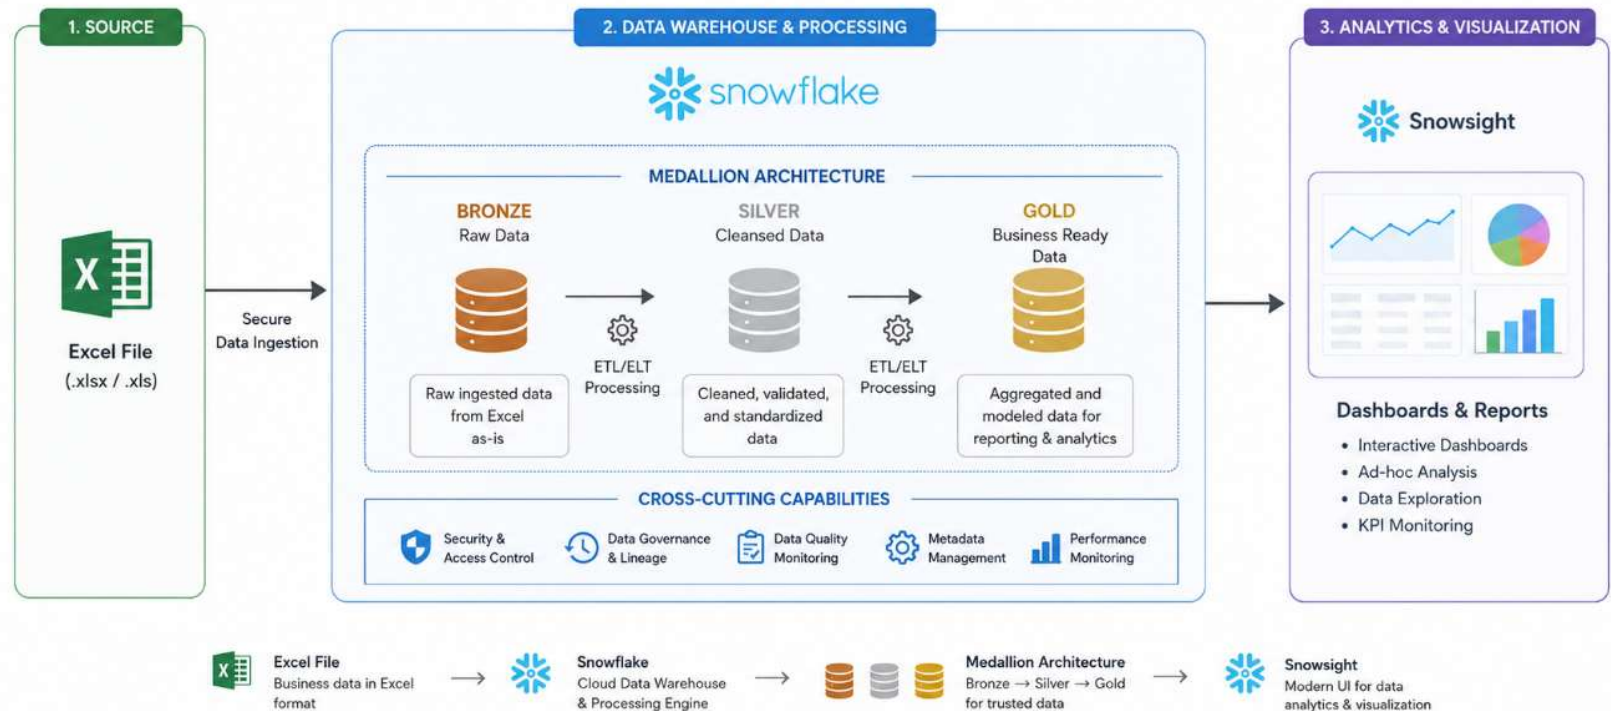 1. SOURCE
2. DATA WAREHOUSE & PROCESSING
3. ANALYTICS & VISUALIZATION
X
Excel File
(.xlsx / .xls)
Secure
Data Ingestion
snowflake
MEDALLION ARCHITECTURE
BRONZE
Raw Data
ETL/ELT
Processing
Raw ingested data
from Excel
as-is
SILVER
Cleansed Data
ETL/ELT
Processing
Cleaned, validated,
and standardized
data
GOLD
Business Ready
Data
Aggregated and
modeled data for
reporting & analytics
CROSS-CUTTING CAPABILITIES
Security &
Access Control
Data Governance
& Lineage
Data Quality
Monitoring
Metadata
Management
Performance
Monitoring
Snowsight
Dashboards & Reports
• Interactive Dashboards
• Ad-hoc Analysis
• Data Exploration
• KPI Monitoring
X
Excel File
Business data in Excel
format
Snowflake
Cloud Data Warehouse
& Processing Engine
Medallion Architecture
Bronze → Silver → Gold
for trusted data
Snowsight
Modern UI for data
analytics & visualization